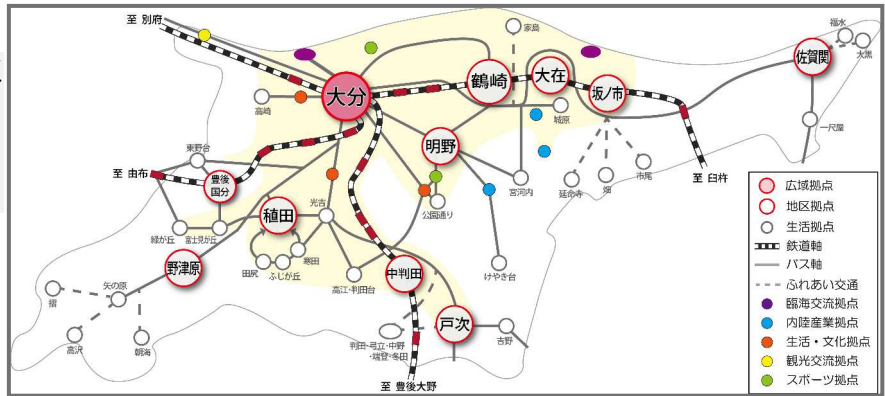 至 別府
家島
福水
大黒
佐賀関
大分
鶴崎
大在
坂ノ市
高崎
城原
一尺屋
明野
東野台
至 由布
豊後
国分
宮河内
延命寺
畑
市尾
至 臼杵
公園通り
稙田
光吉
緑が丘
富士見が丘
寒田
田尻
ふじが丘
高江・判田台
中判田
けやき台
野津原
矢の原
摺
高沢
朝海
戸次
吉野
判田・弓立・中野
・端登・冬田
至 豊後大野
広域拠点
地区拠点
生活拠点
鉄道軸
バス軸
ふれあい交通
臨海交流拠点
内陸産業拠点
生活・文化拠点
観光交流拠点
スポーツ拠点